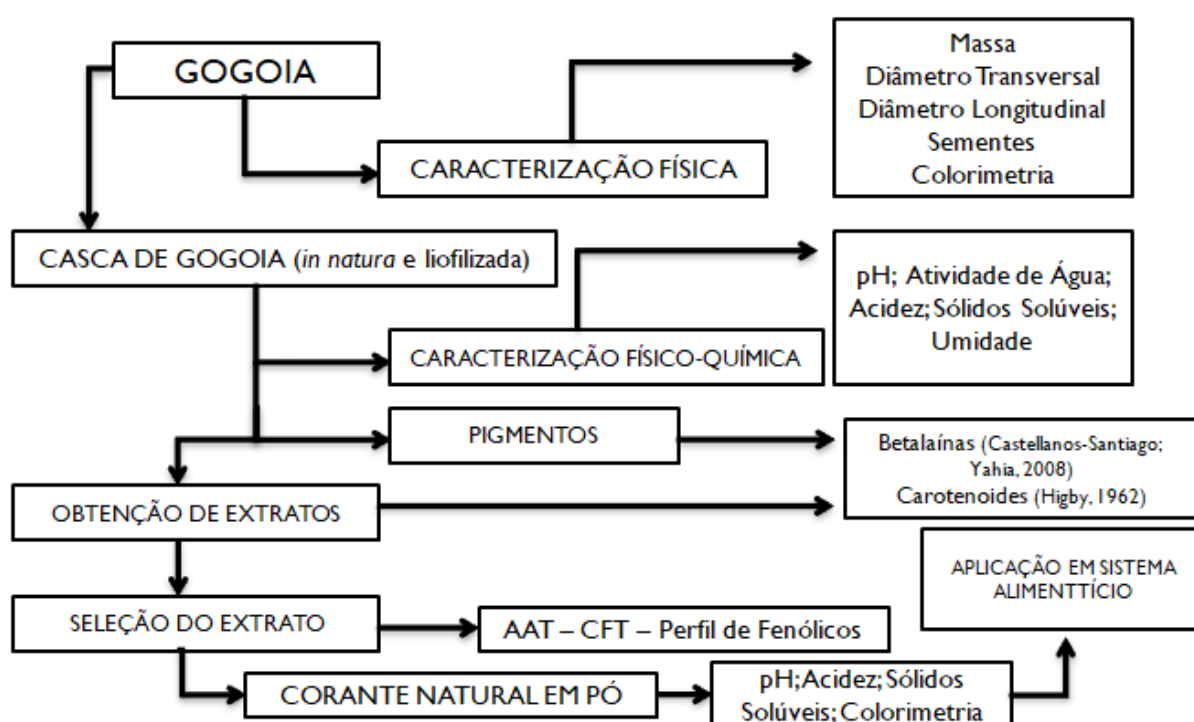 GOGOIA
Massa
Diâmetro Transversal
Diâmetro Longitudinal
Sementes
Colorimetria
CARACTERIZAÇÃO FÍSICA
CASCA DE GOGOIA (in natura e liofilizada)
pH; Atividade de Água;
Acidez; Sólidos Solúveis;
Umidade
CARACTERIZAÇÃO FÍSICO-QUÍMICA
PIGMENTOS
Betalaínas (Castellanos-Santiago;
Yahia, 2008)
Carotenoides (Higby, 1962)
OBTENÇÃO DE EXTRATOS
APLICAÇÃO EM SISTEMA
ALIMENTTÍCIO
SELEÇÃO DO EXTRATO
AAT – CFT – Perfil de Fenólicos
CORANTE NATURAL EM PÓ
pH; Acidez; Sólidos
Solúveis; Colorimetria